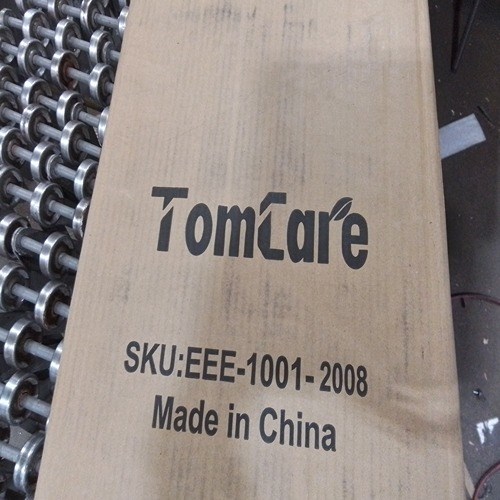 TomCare
SKU:EEE-1001-2008
Made in China